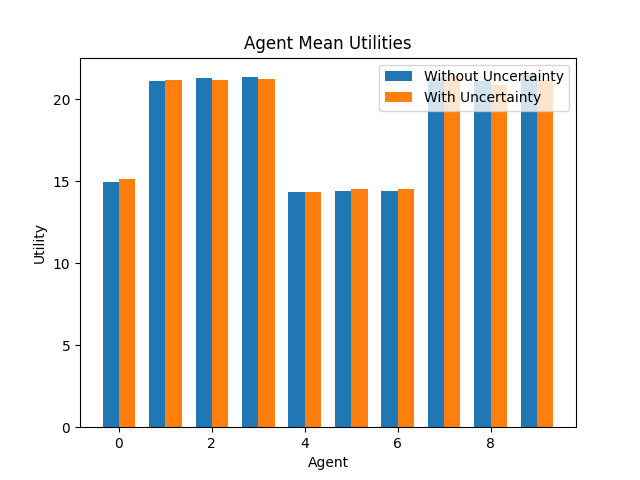 Agent Mean Utilities
Without Uncertainty
With Uncertainty
20
15
10
5
0
Utility
0 2 4 6 8
Agent